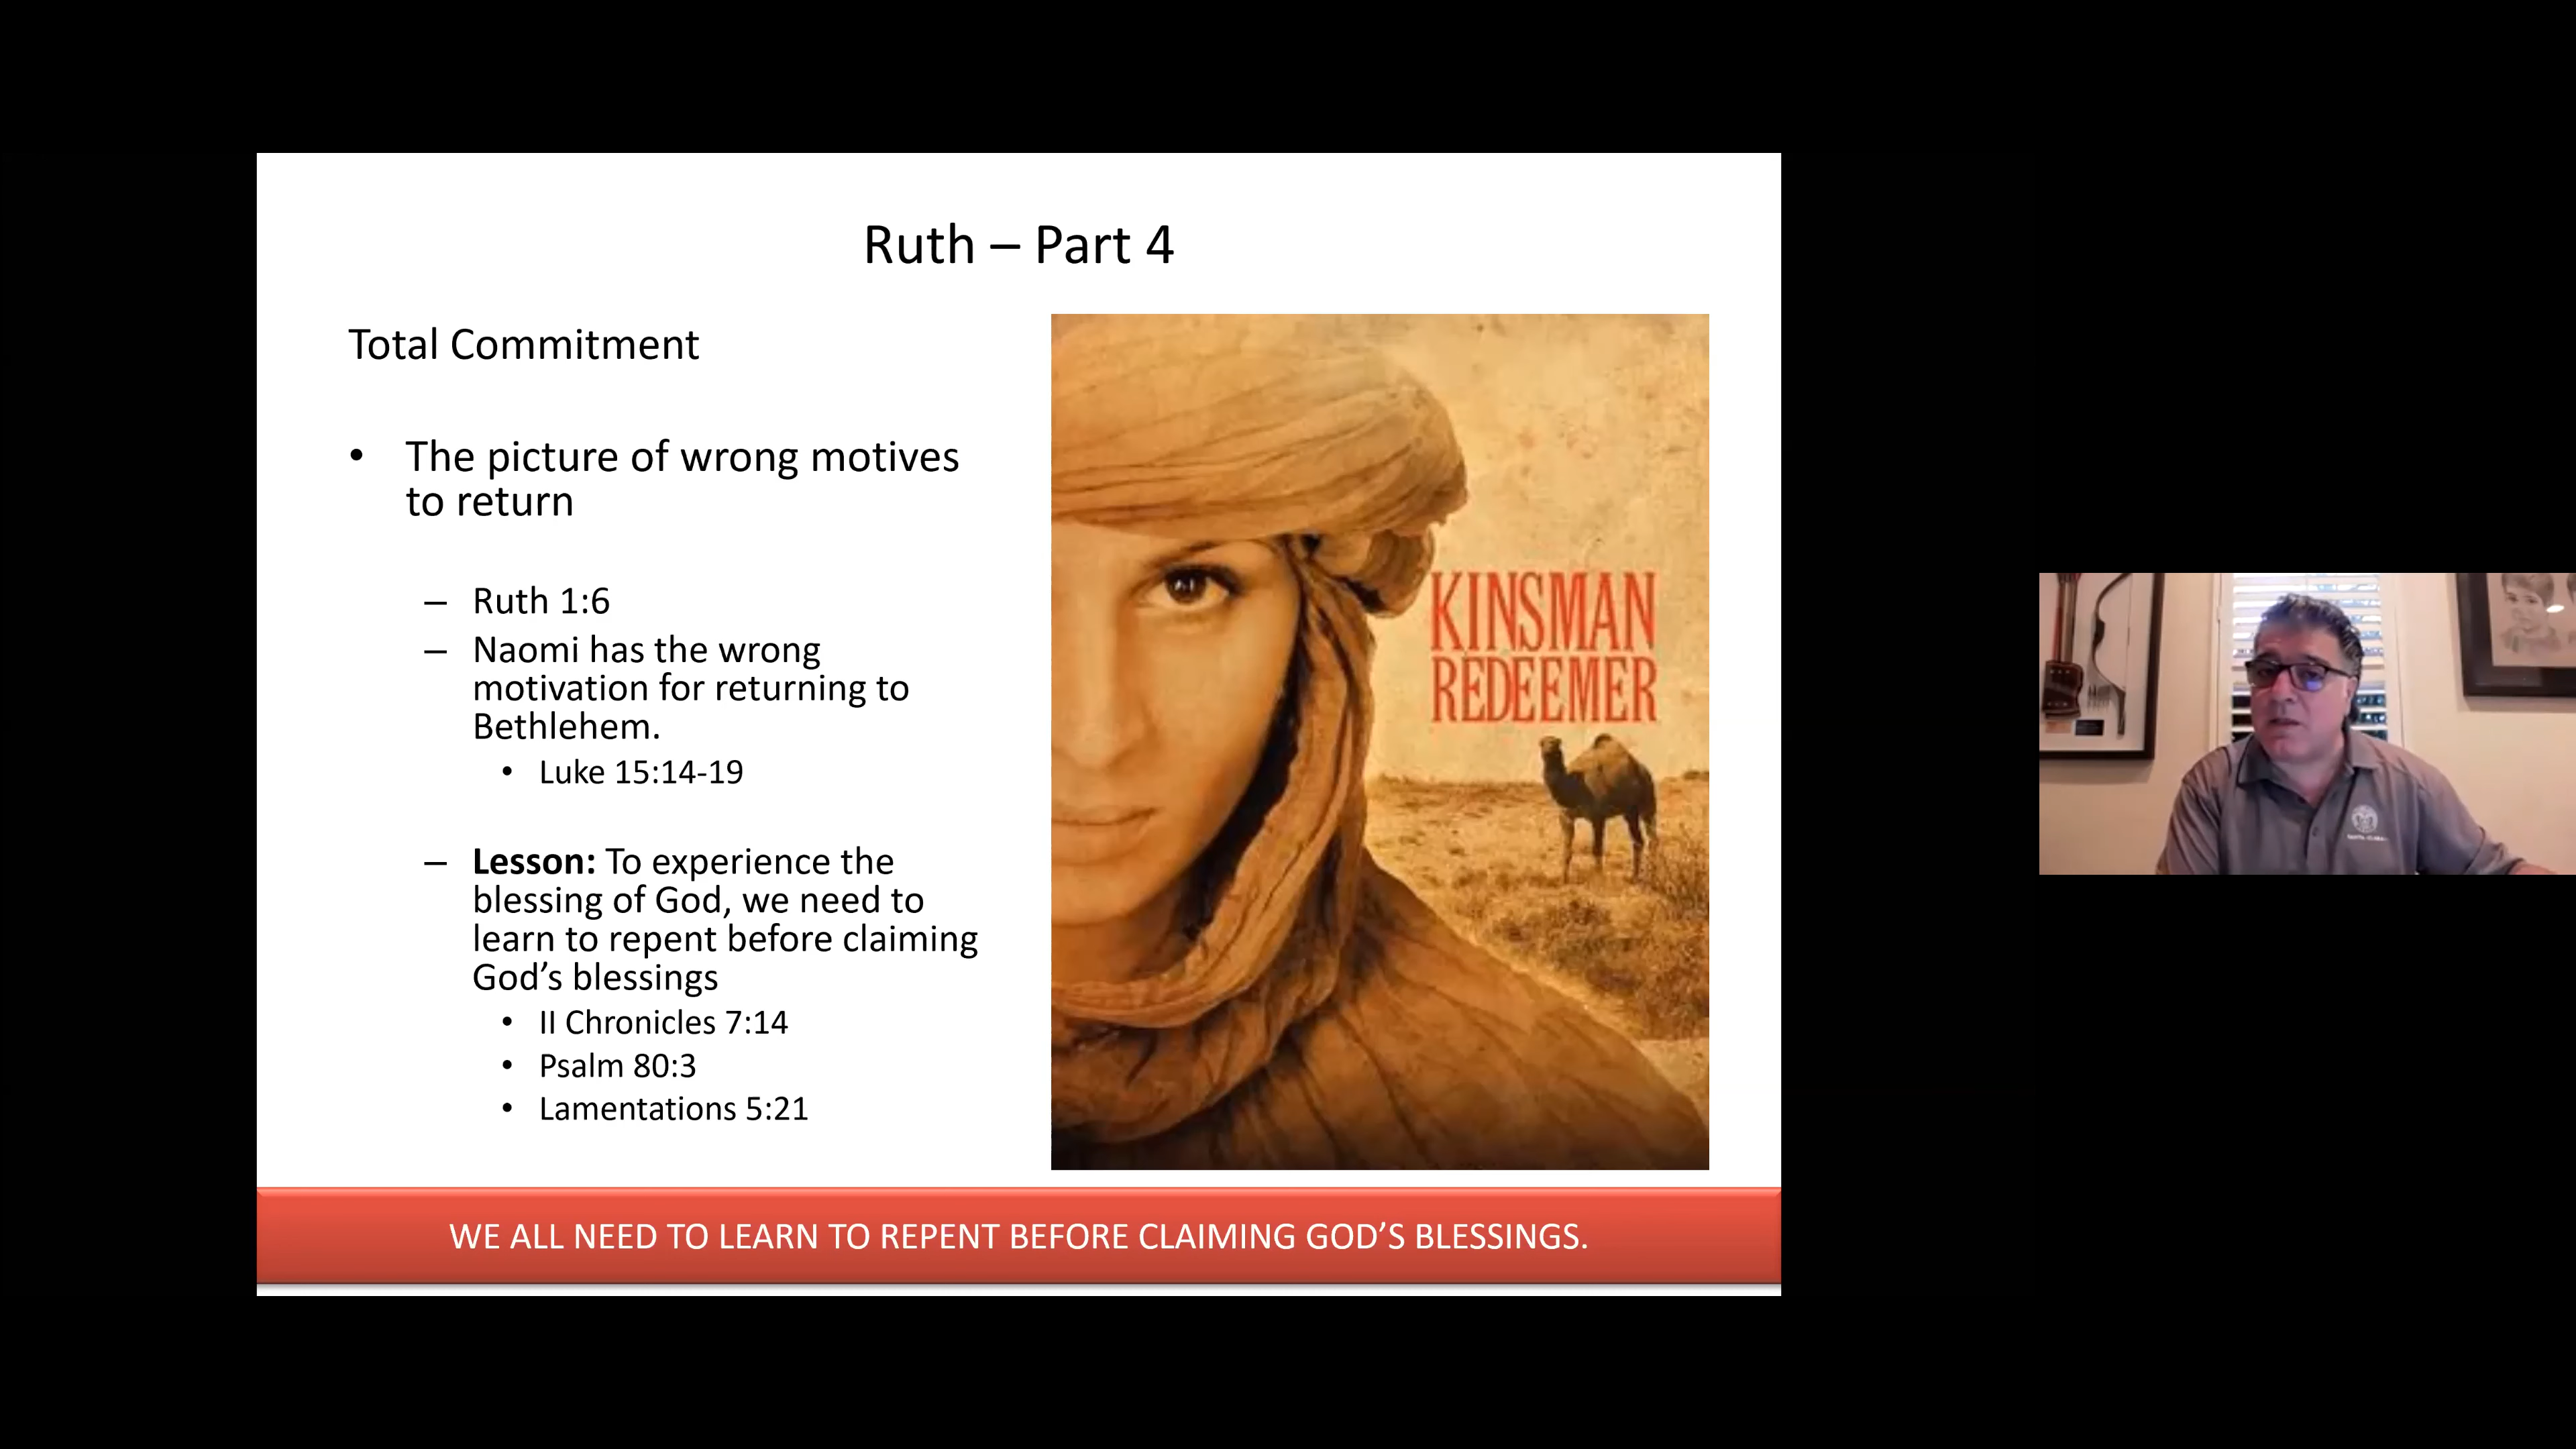 Ruth – Part 4
Total Commitment
• The picture of wrong motives
to return
– Ruth 1:6
– Naomi has the wrong
motivation for returning to
Bethlehem.
• Luke 15:14-19
– Lesson: To experience the
blessing of God, we need to
learn to repent before claiming
God’s blessings
• II Chronicles 7:14
• Psalm 80:3
• Lamentations 5:21
KINSMAN
REDEEMER
WE ALL NEED TO LEARN TO REPENT BEFORE CLAIMING GOD’S BLESSINGS.